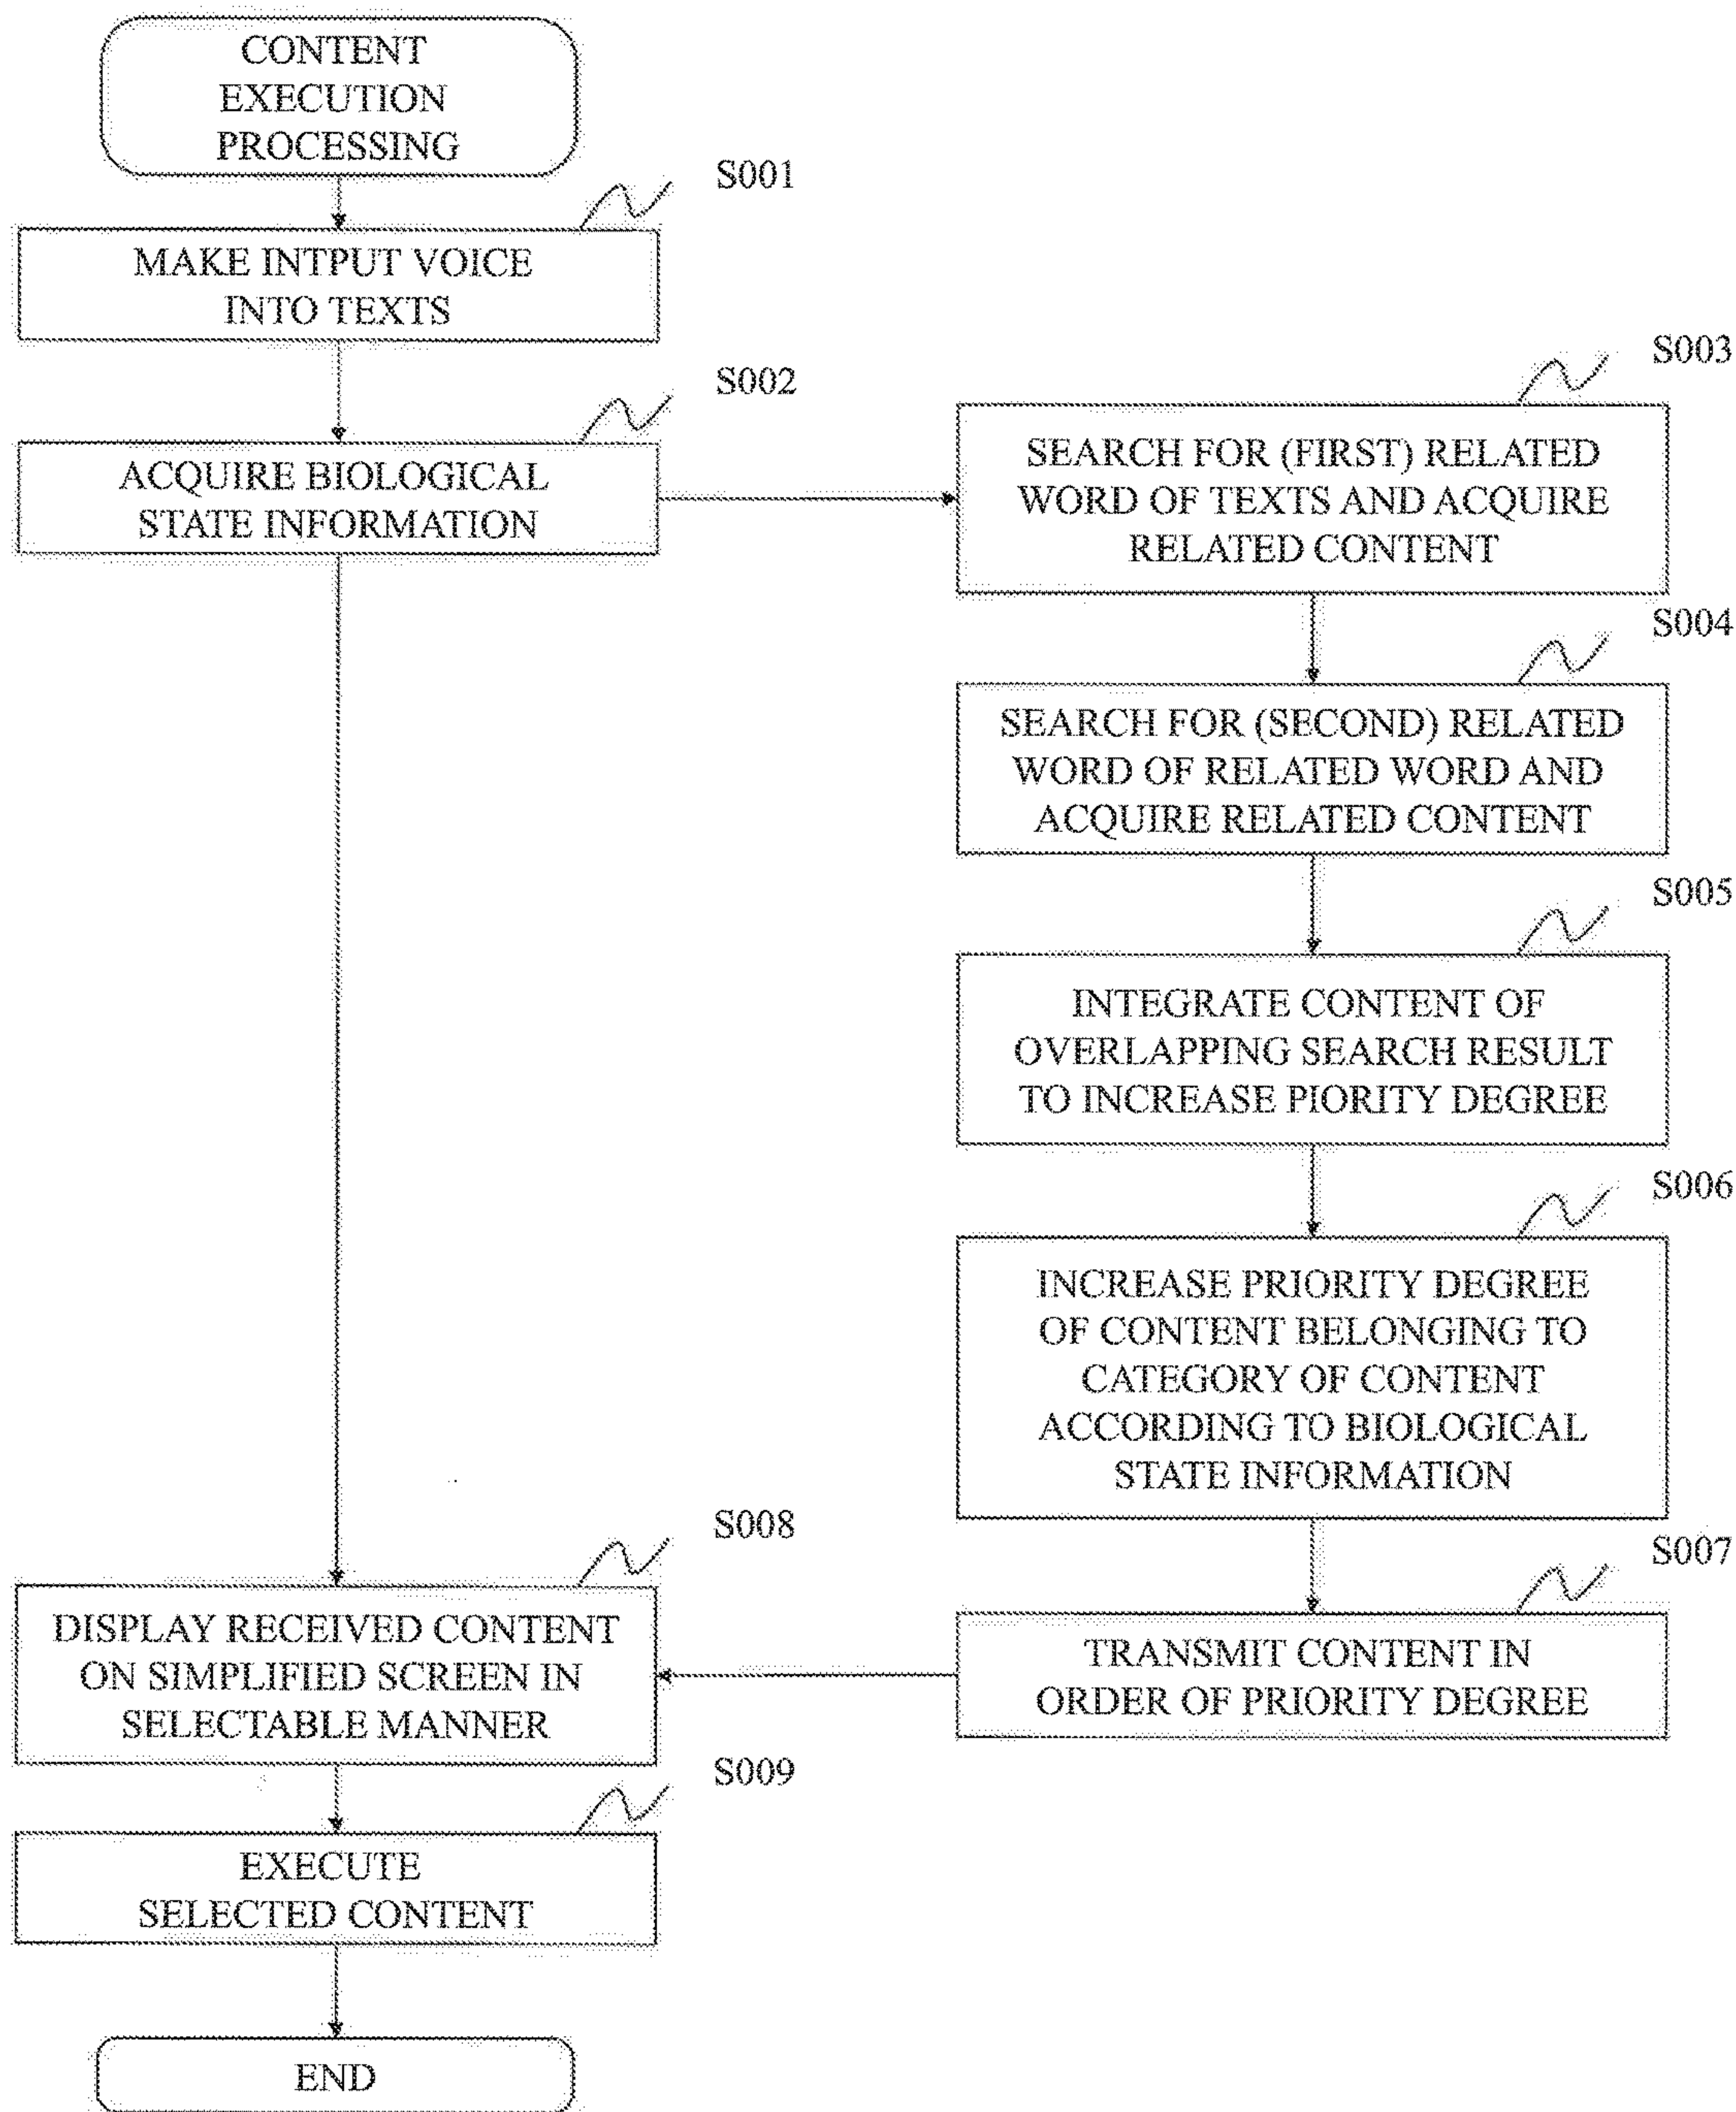 CONTENT
EXECUTION
PROCESSING
S001
MAKE INTPUT VOICE
INTO TEXTS
S002
ACQUIRE BIOLOGICAL
STATE INFORMATION
S003
SEARCH FOR (FIRST) RELATED
WORD OF TEXTS AND ACQUIRE
RELATED CONTENT
S004
SEARCH FOR (SECOND) RELATED
WORD OF RELATED WORD AND
ACQUIRE RELATED CONTENT
S005
INTEGRATE CONTENT OF
OVERLAPPING SEARCH RESULT
TO INCREASE PIORITY DEGREE
S006
INCREASE PRIORITY DEGREE
OF CONTENT BELONGING TO
CATEGORY OF CONTENT
ACCORDING TO BIOLOGICAL
STATE INFORMATION
S007
TRANSMIT CONTENT IN
ORDER OF PRIORITY DEGREE
S008
DISPLAY RECEIVED CONTENT
ON SIMPLIFIED SCREEN IN
SELECTABLE MANNER
S009
EXECUTE
SELECTED CONTENT
END